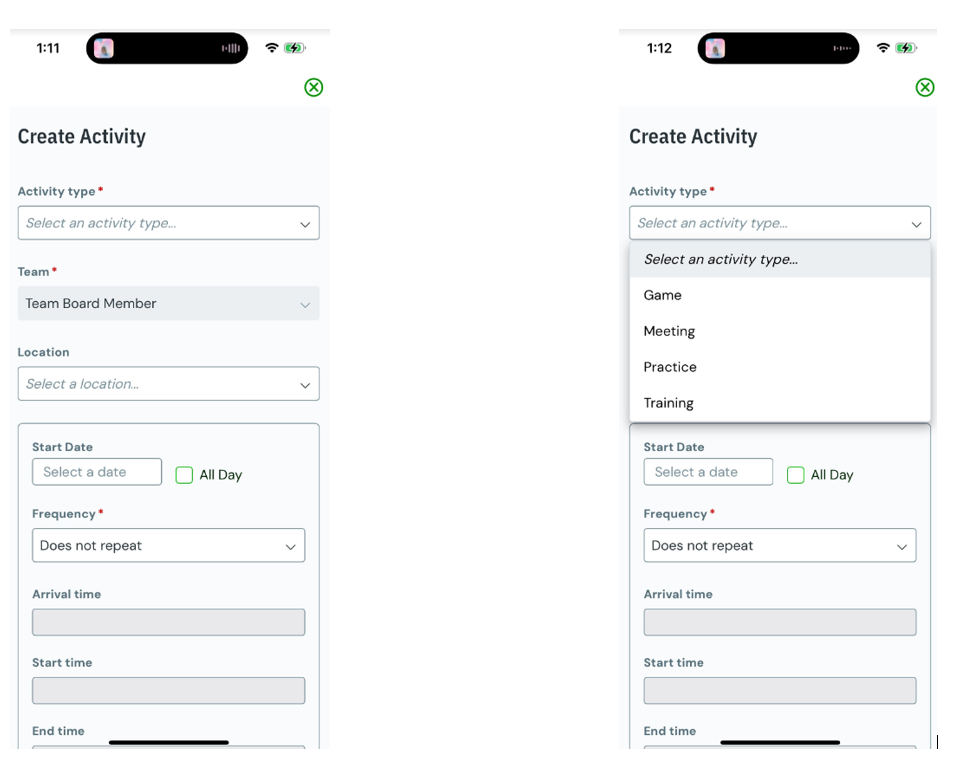 1:11
Create Activity
Activity type*
Select an activity type...
Team*
Team Board Member
Location
Select a location...
Start Date
Select a date
All Day
Frequency*
Does not repeat
Arrival time
Start time
End time
1:12
Create Activity
Activity type*
Select an activity type...
Select an activity type...
Game
Meeting
Practice
Training
Start Date
Select a date
All Day
Frequency*
Does not repeat
Arrival time
Start time
End time